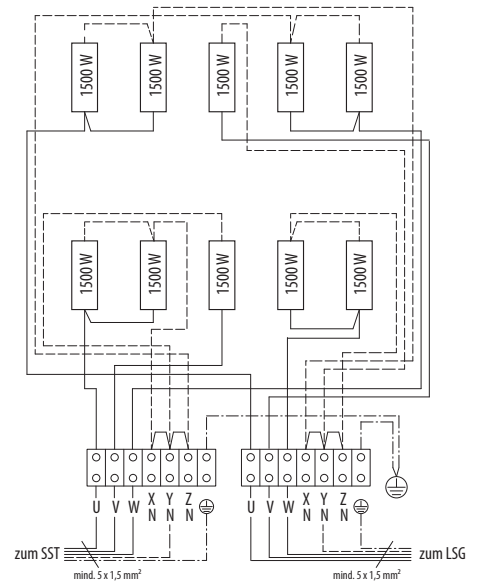 1500 W 1500 W 1500 W 1500 W 1500 W
1500 W 1500 W 1500 W 1500 W 1500 W
U V W X N Y N Z N U V W X N Y N Z N
zum SST zum LSG
mind. 5 x 1,5 mm² mind. 5 x 1,5 mm²